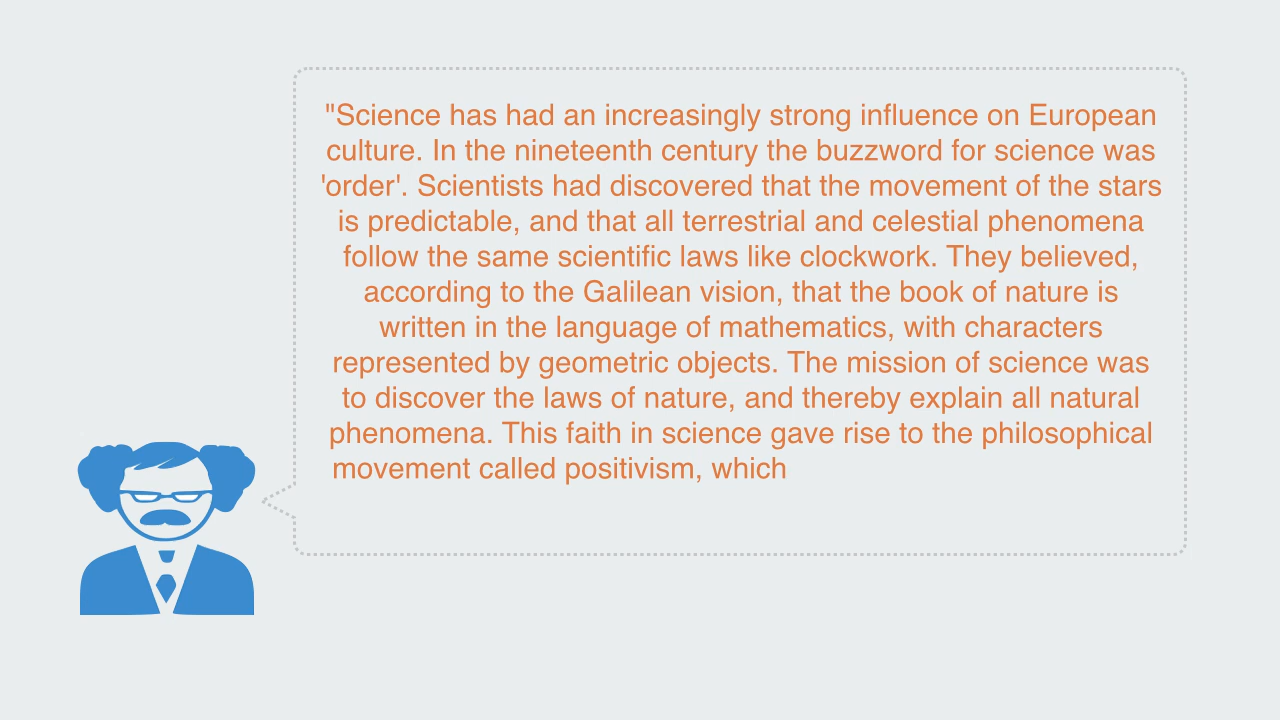 "Science has had an increasingly strong influence on European
culture. In the nineteenth century the buzzword for science was
'order'. Scientists had discovered that the movement of the stars
is predictable, and that all terrestrial and celestial phenomena
follow the same scientific laws like clockwork. They believed,
according to the Galilean vision, that the book of nature is
written in the language of mathematics, with characters
represented by geometric objects. The mission of science was
to discover the laws of nature, and thereby explain all natural
phenomena. This faith in science gave rise to the philosophical
movement called positivism, which